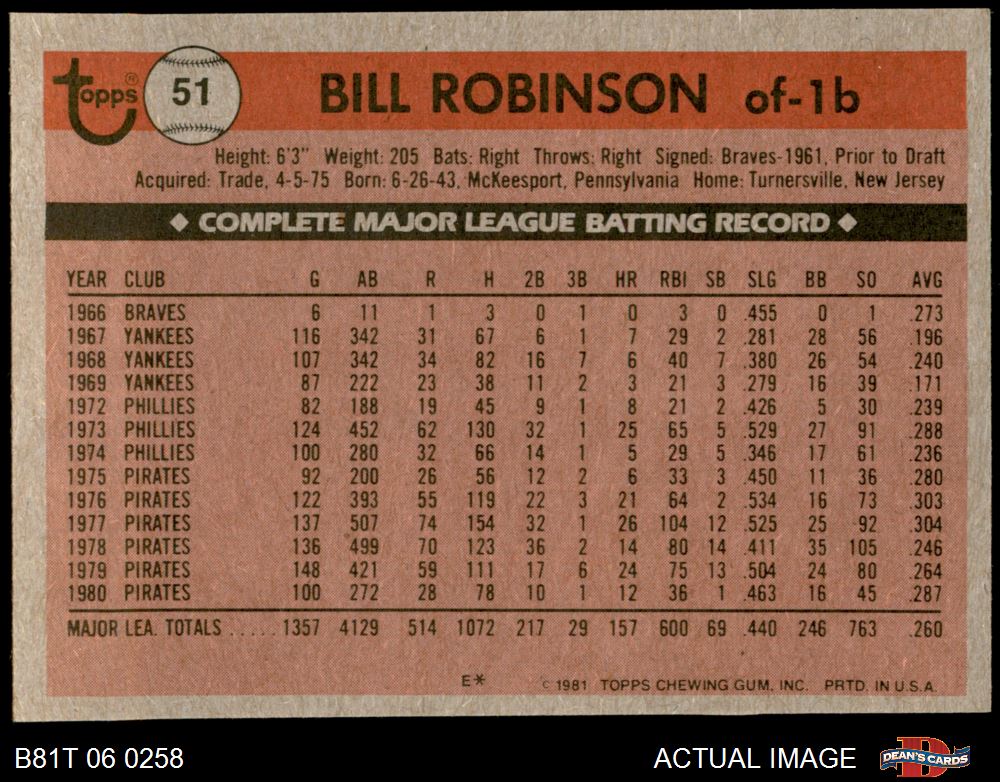 topps® 51 BILL ROBINSON of-1b
Height: 6'3" Weight: 205 Bats: Right Throws: Right Signed: Braves-1961, Prior to Draft
Acquired: Trade, 4-5-75 Born: 6-26-43, McKeesport, Pennsylvania Home: Turnersville, New Jersey
◆ COMPLETE MAJOR LEAGUE BATTING RECORD ◆
YEAR CLUB G AB R H 2B 3B HR RBI SB SLG BB SO AVG
1966 BRAVES 6 11 1 3 0 1 0 3 0 .455 0 1 .273
1967 YANKEES 116 342 31 67 6 1 7 29 2 .281 28 56 .196
1968 YANKEES 107 342 34 82 16 7 6 40 7 .380 26 54 .240
1969 YANKEES 87 222 23 38 11 2 3 21 3 .279 16 39 .171
1972 PHILLIES 82 188 19 45 9 1 8 21 2 .426 5 30 .239
1973 PHILLIES 124 452 62 130 32 1 25 65 5 .529 27 91 .288
1974 PHILLIES 100 280 32 66 14 1 5 29 5 .346 17 61 .236
1975 PIRATES 92 200 26 56 12 2 6 33 3 .450 11 36 .280
1976 PIRATES 122 393 55 119 22 3 21 64 2 .534 16 73 .303
1977 PIRATES 137 507 74 154 32 1 26 104 12 .525 25 92 .304
1978 PIRATES 136 499 70 123 36 2 14 80 14 .411 35 105 .246
1979 PIRATES 148 421 59 111 17 6 24 75 13 .504 24 80 .264
1980 PIRATES 100 272 28 78 10 1 12 36 1 .463 16 45 .287
MAJOR LEA. TOTALS ..... 1357 4129 514 1072 217 29 157 600 69 .440 246 763 .260
E* © 1981 TOPPS CHEWING GUM, INC. PRTD. IN U.S.A.
B81T 06 0258 ACTUAL IMAGE DEAN'S CARDS